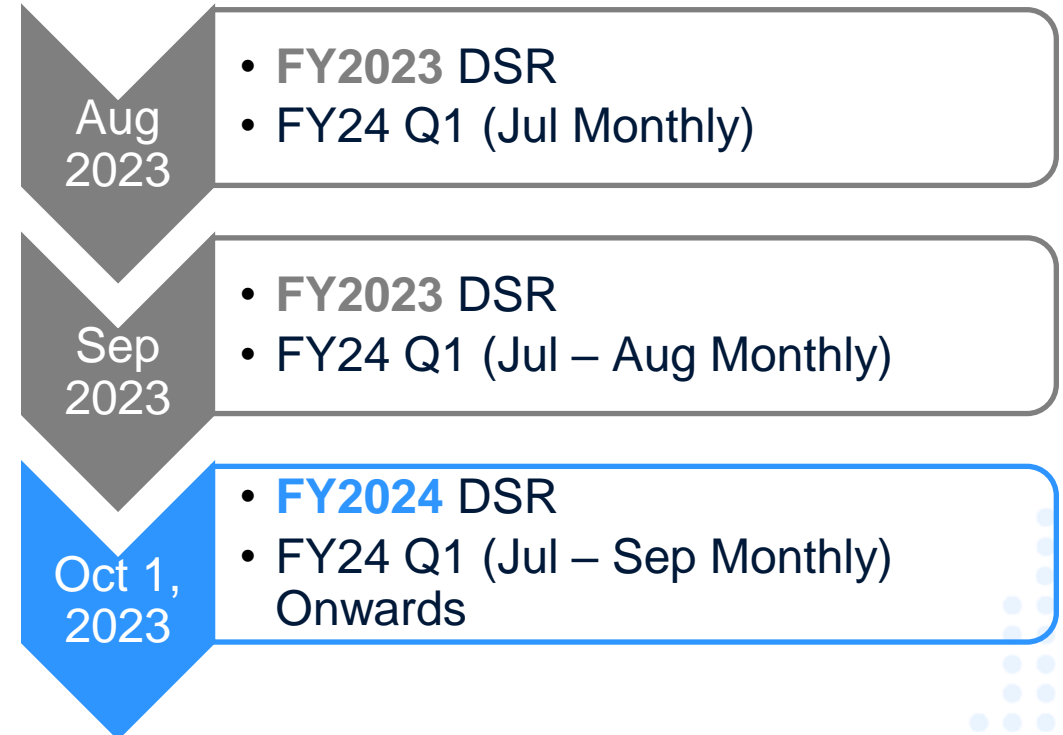 Aug
2023
• FY2023 DSR
• FY24 Q1 (Jul Monthly)
Sep
2023
• FY2023 DSR
• FY24 Q1 (Jul – Aug Monthly)
Oct 1,
2023
• FY2024 DSR
• FY24 Q1 (Jul – Sep Monthly)
Onwards